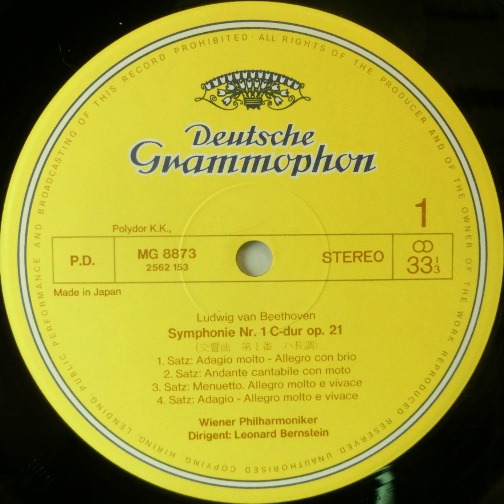 ALL RIGHTS OF THE PRODUCER AND OF THE OWNER OF THE WORK REPRODUCED RESERVED UNAUTHORISED COPYING HIRING LENDING PUBLIC PERFORMANCE AND BROADCASTING OF THIS RECORD PROHIBITED
Deutsche
Grammophon
1
Polydor K.K.,
P.D.
MG 8873
2562 153
STEREO
33 1/3
Made in Japan
Ludwig van Beethoven
Symphonie Nr. 1 C-dur op. 21
(交響曲 第1番 ハ長調)
1. Satz: Adagio molto - Allegro con brio
2. Satz: Andante cantabile con moto
3. Satz: Menuetto. Allegro molto e vivace
4. Satz: Adagio - Allegro molto e vivace
Wiener Philharmoniker
Dirigent: Leonard Bernstein